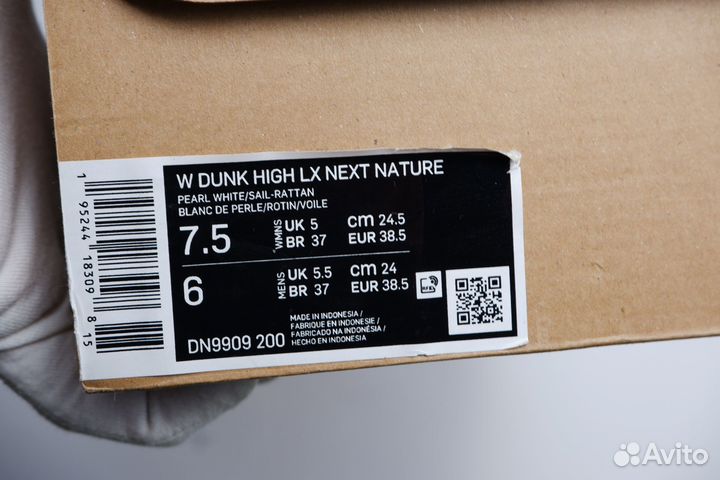 W DUNK HIGH LX NEXT NATURE
PEARL WHITE/SAIL-RATTAN
BLANC DE PERLE/ROTIN/VOILE
7.5 WMNS UK 5 CM 24.5
BR 37 EUR 38.5
6 MENS UK 5.5 CM 24
BR 37 EUR 38.5
RFID
MADE IN INDONESIA/
FABRIQUE EN INDONESIE/
FABRICADO NA INDONÉSIA/
HECHO EN INDONESIA
DN9909 200
1 95244 18309 8 15
Avito